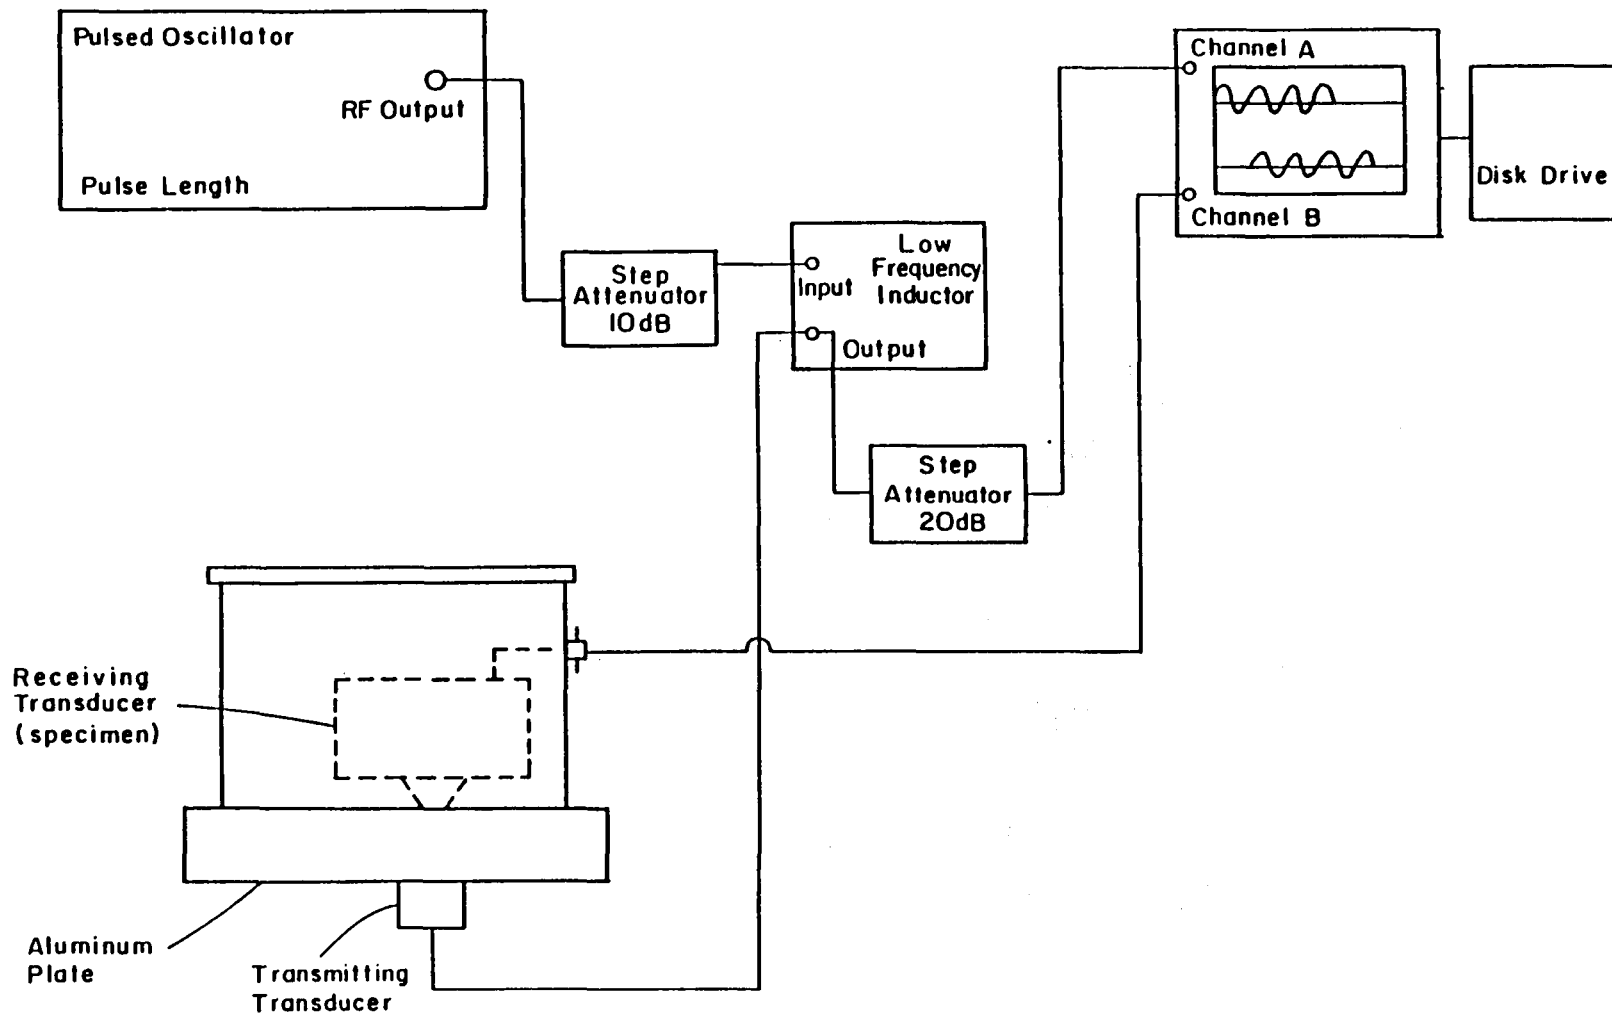 Pulsed Oscillator
RF Output
Pulse Length
Step
Attenuator
10dB
Low
Frequency
Inductor
Input
Output
Step
Attenuator
20dB
Channel A
Channel B
Disk Drive
Receiving
Transducer
(specimen)
Aluminum
Plate
Transmitting
Transducer